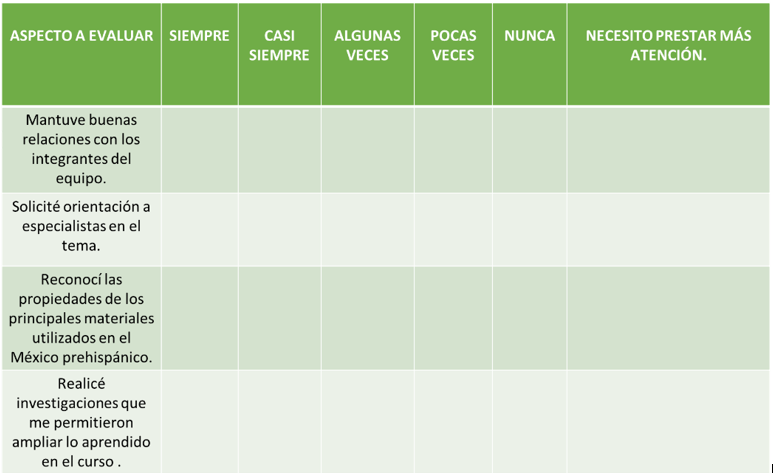 ASPECTO A EVALUAR
SIEMPRE
CASI
SIEMPRE
ALGUNAS
VECES
POCAS
VECES
NUNCA
NECESITO PRESTAR MÁS
ATENCIÓN.
Mantuve buenas
relaciones con los
integrantes del
equipo.
Solicité orientación a
especialistas en el
tema.
Reconocí las
propiedades de los
principales materiales
utilizados en el
México prehispánico.
Realicé
investigaciones que
me permitieron
ampliar lo aprendido
en el curso .